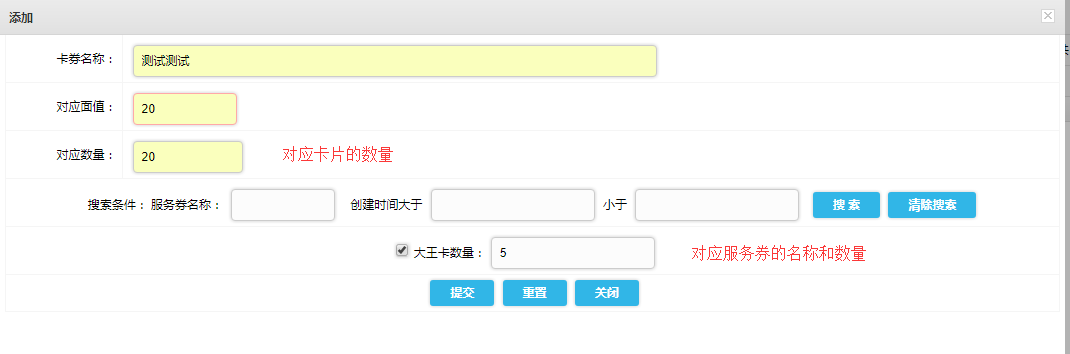 添加
卡券名称：
测试测试
对应面值：
20
对应数量：
20
对应卡片的数量
搜索条件：服务券名称：
创建时间大于
小于
搜 索
清除搜索
大王卡数量：
5
对应服务券的名称和数量
提交
重置
关闭